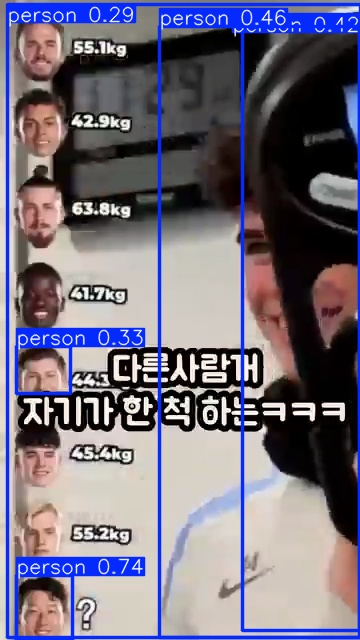 person 0.29
person 0.46
person 0.42
55.1kg
42.9kg
63.8kg
41.7kg
person 0.33
44.3
다른사람개
자기가 한 척 하는ㅋㅋㅋ
45.4kg
55.2kg
person 0.74
?